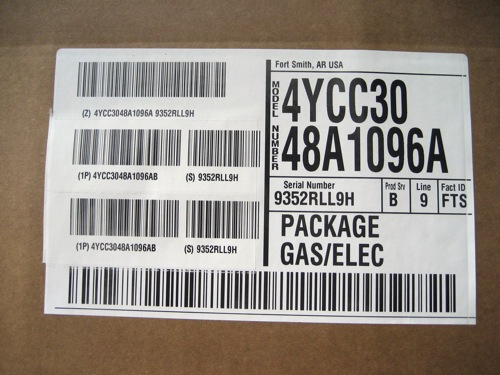 Fort Smith, AR USA
MODEL NUMBER
4YCC30
48A1096A
(Z) 4YCC3048A1096A 9352RLL9H
(1P) 4YCC3048A1096AB (S) 9352RLL9H
(1P) 4YCC3048A1096AB (S) 9352RLL9H
Serial Number Prod Srv Line Fact ID
9352RLL9H B 9 FTS
PACKAGE
GAS/ELEC